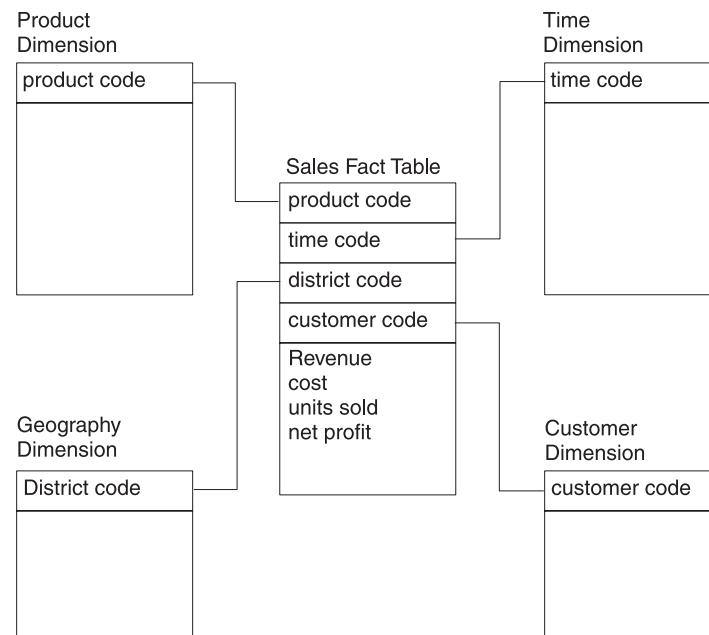 Product
Dimension
product code
Time
Dimension
time code
Sales Fact Table
product code
time code
district code
customer code
Revenue
cost
units sold
net profit
Geography
Dimension
District code
Customer
Dimension
customer code